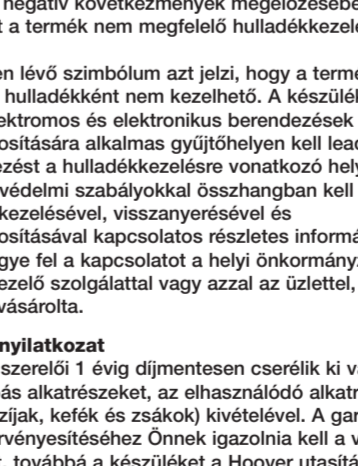 negatív következmények megelőzésébe
t a termék nem megfelelő hulladékkezelé
en lévő szimbólum azt jelzi, hogy a termé
hulladékként nem kezelhető. A készülék
ektromos és elektronikus berendezések
osítására alkalmas gyűjtőhelyen kell lead
ezést a hulladékkezelésre vonatkozó hely
védelmi szabályokkal összhangban kell
kezelésével, visszanyerésével és
osításával kapcsolatos részletes informá
gye fel a kapcsolatot a helyi önkormány
ezelő szolgálattal vagy azzal az üzlettel,
vásárolta.
nyilatkozat
szerelői 1 évig díjmentesen cserélik ki v
ás alkatrészeket, az elhasználódó alkatr
zíjak, kefék és zsákok) kivételével. A gar
rvényesítéséhez Önnek igazolnia kell a v
t, továbbá a készüléket a Hoover utasítá